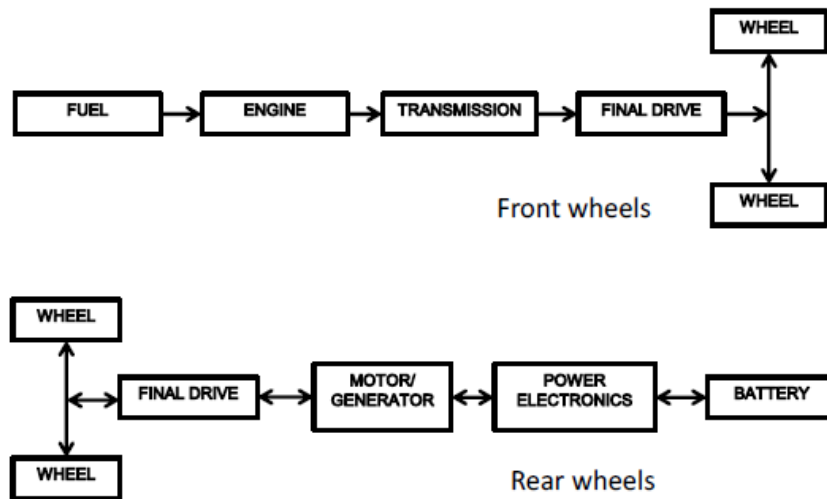 WHEEL
FUEL
ENGINE
TRANSMISSION
FINAL DRIVE
WHEEL
Front wheels
WHEEL
FINAL DRIVE
MOTOR/
GENERATOR
POWER
ELECTRONICS
BATTERY
WHEEL
Rear wheels